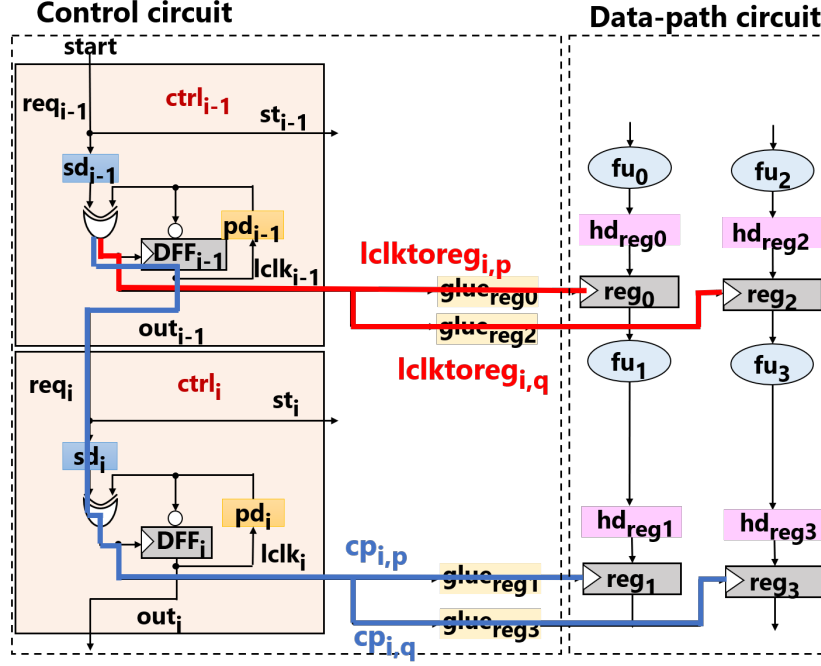 Control circuit
Data-path circuit
start
req_{i-1}
ctrl_{i-1}
st_{i-1}
sd_{i-1}
pd_{i-1}
DFF_{i-1}
lclk_{i-1}
out_{i-1}
lclktoreg_{i,p}
glue_{reg0}
glue_{reg2}
lclktoreg_{i,q}
fu_0
fu_2
hd_{reg0}
hd_{reg2}
reg_0
reg_2
fu_1
fu_3
req_i
ctrl_i
st_i
sd_i
pd_i
DFF_i
lclk_i
out_i
cp_{i,p}
glue_{reg1}
glue_{reg3}
cp_{i,q}
hd_{reg1}
hd_{reg3}
reg_1
reg_3